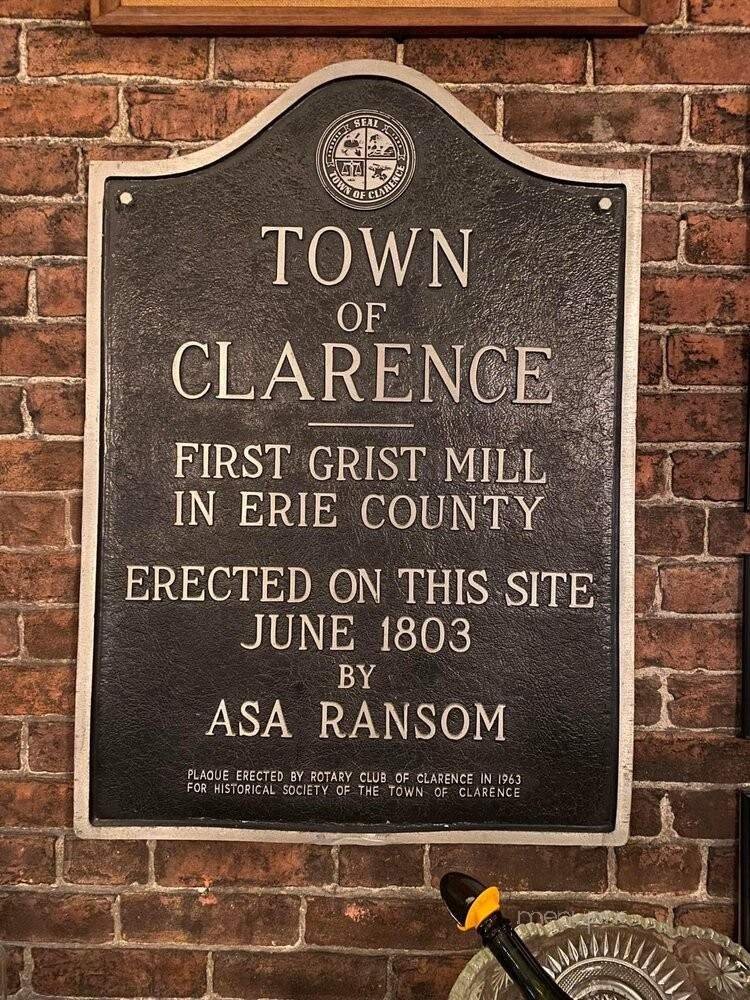 SEAL
TOWN OF CLARENCE
TOWN
OF
CLARENCE
FIRST GRIST MILL
IN ERIE COUNTY
ERECTED ON THIS SITE
JUNE 1803
BY
ASA RANSOM
PLAQUE ERECTED BY ROTARY CLUB OF CLARENCE IN 1963
FOR HISTORICAL SOCIETY OF THE TOWN OF CLARENCE